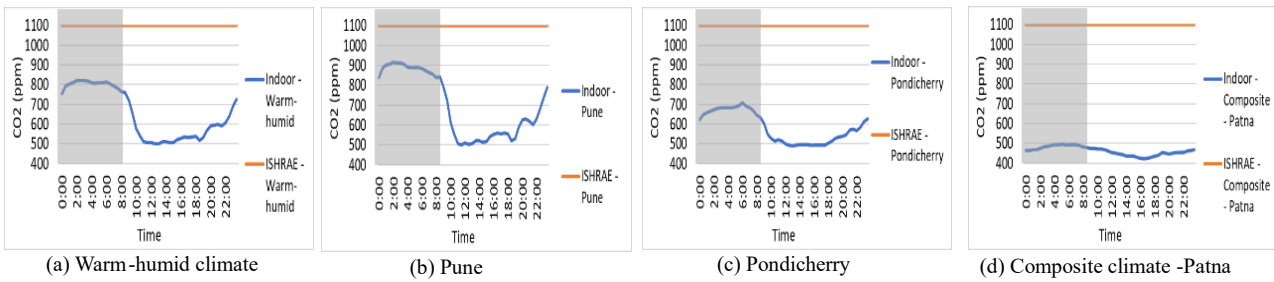 1100
1000
900
800
700
600
500
400
CO2 (ppm)
0:00
2:00
4:00
6:00
8:00
10:00
12:00
14:00
16:00
18:00
20:00
22:00
Time
Indoor -
Warm-
humid
ISHRAE -
Warm-
humid
(a) Warm-humid climate
1100
1000
900
800
700
600
500
400
CO2 (ppm)
0:00
2:00
4:00
6:00
8:00
10:00
12:00
14:00
16:00
18:00
20:00
22:00
Time
Indoor -
Pune
ISHRAE -
Pune
(b) Pune
1100
1000
900
800
700
600
500
400
CO2 (ppm)
0:00
2:00
4:00
6:00
8:00
10:00
12:00
14:00
16:00
18:00
20:00
22:00
Time
Indoor -
Pondicherry
ISHRAE -
Pondicherry
(c) Pondicherry
1100
1000
900
800
700
600
500
400
CO2 (ppm)
0:00
2:00
4:00
6:00
8:00
10:00
12:00
14:00
16:00
18:00
20:00
22:00
Time
Indoor -
Composite
- Patna
ISHRAE -
Composite
- Patna
(d) Composite climate -Patna